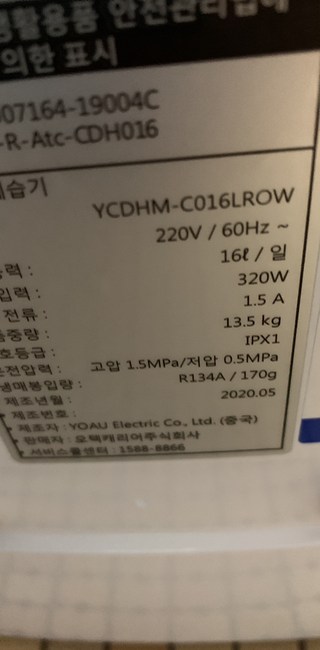 생활용품 안전관리법에
의한 표시
07164-19004C
-R-Atc-CDH016
제습기
YCDHM-C016LROW
220V / 60Hz ~
16ℓ / 일
력 : 320W
입력 : 1.5 A
전류 : 13.5 kg
중량 : IPX1
호등급 : 고압 1.5MPa/저압 0.5MPa
전압력 : R134A / 170g
냉매봉입량 : 2020.05
제조년월 :
제조번호 :
제조자 : YOAU Electric Co., Ltd. (중국)
판매자 : 오텍캐리어주식회사
서비스콜센터 : 1588-8866